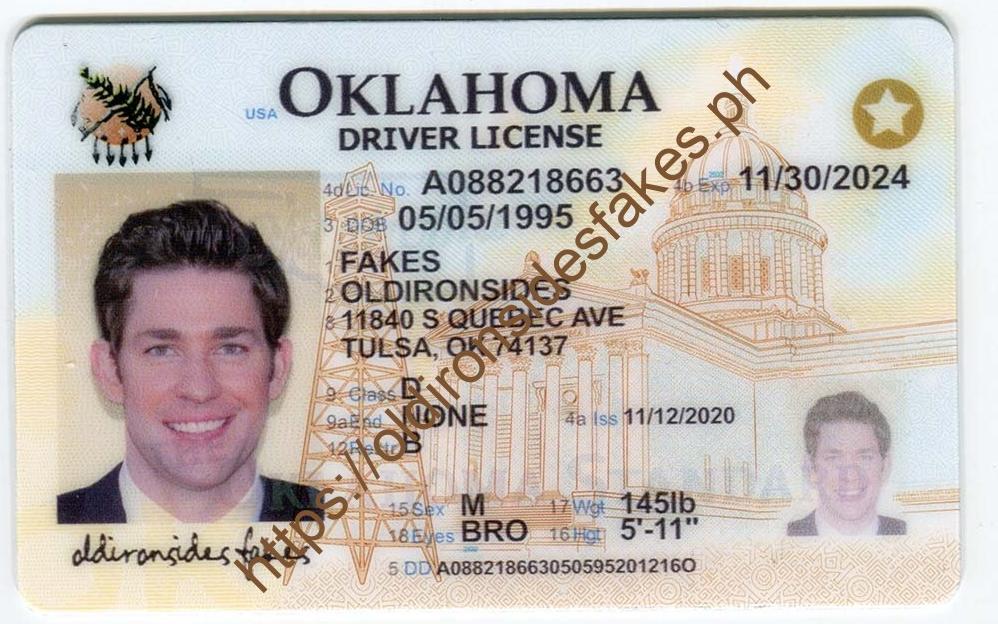 USA OKLAHOMA
DRIVER LICENSE
4d Lic No. A088218663 4b Exp 11/30/2024
3 DOB 05/05/1995
1 FAKES
2 OLDIRONSIDES
8 11840 S QUEBEC AVE
TULSA, OK 74137
9 Class D
9a End NONE 4a Iss 11/12/2020
12 Restr B
15 Sex M 17 Wgt 145lb
18 Eyes BRO 16 Hgt 5'-11"
5 DD A0882186630505952012160
oldironsides fakes
https://oldironsidesfakes.ph